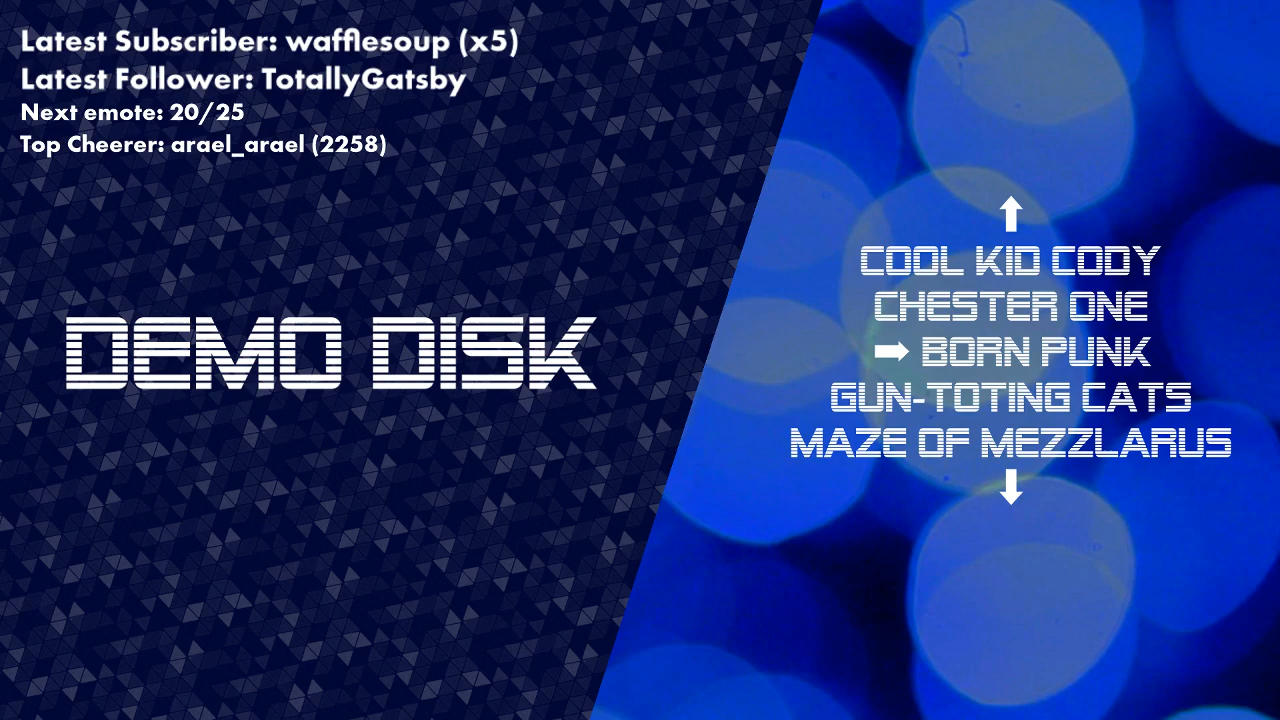 Latest Subscriber: wafflesoup (x5)
Latest Follower: TotallyGatsby
Next emote: 20/25
Top Cheerer: arael_arael (2258)
DEMO DISK
COOL KID CODY
CHESTER ONE
BORN PUNK
GUN-TOTING CATS
MAZE OF MEZZLARUS